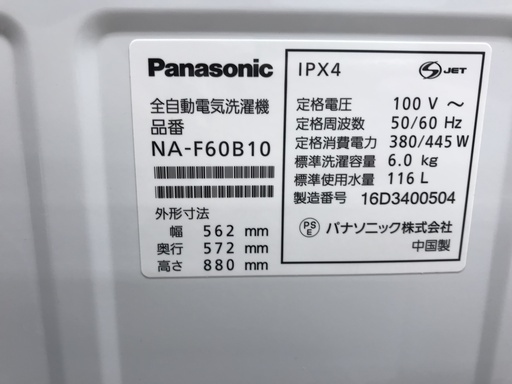 Panasonic
全自動電気洗濯機
品番
NA-F60B10
外形寸法
幅 562 mm
奥行 572 mm
高さ 880 mm
IPX4
S JET
定格電圧 100 V ～
定格周波数 50/60 Hz
定格消費電力 380/445 W
標準洗濯容量 6.0 kg
標準使用水量 116 L
製造番号 16D3400504
PSE パナソニック株式会社
中国製